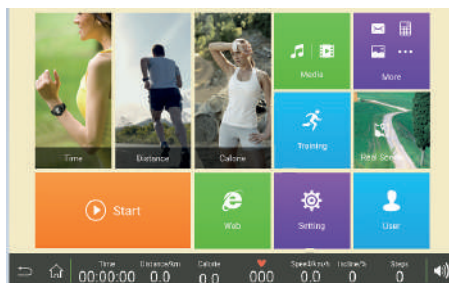 Media
More
Time
Distance
Calorie
Training
Real Scene
Start
Web
Setting
User
Time
Distance/Km
Calorie
Speed/Km/h
Incline/%
Steps
00:00:00
0.0
0.0
000
0.0
0
0